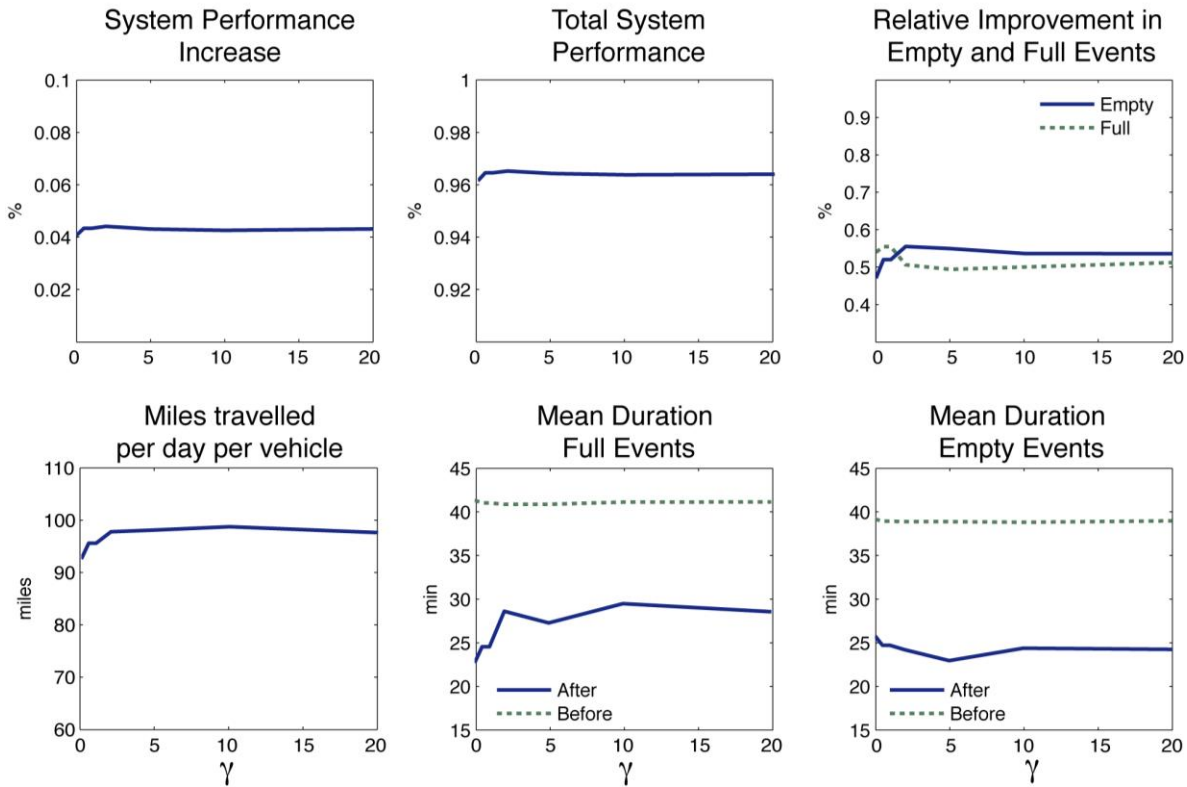 System Performance
Increase
0.1
0.08
0.06
0.04
0.02
%
0 5 10 15 20
Total System
Performance
1
0.98
0.96
0.94
0.92
%
0 5 10 15 20
Relative Improvement in
Empty and Full Events
0.9
0.8
0.7
0.6
0.5
0.4
%
Empty
Full
0 5 10 15 20
Miles travelled
per day per vehicle
110
100
90
80
70
60
miles
0 5 10 15 20
γ
Mean Duration
Full Events
45
40
35
30
25
20
15
min
After
Before
0 5 10 15 20
γ
Mean Duration
Empty Events
45
40
35
30
25
20
15
min
After
Before
0 5 10 15 20
γ